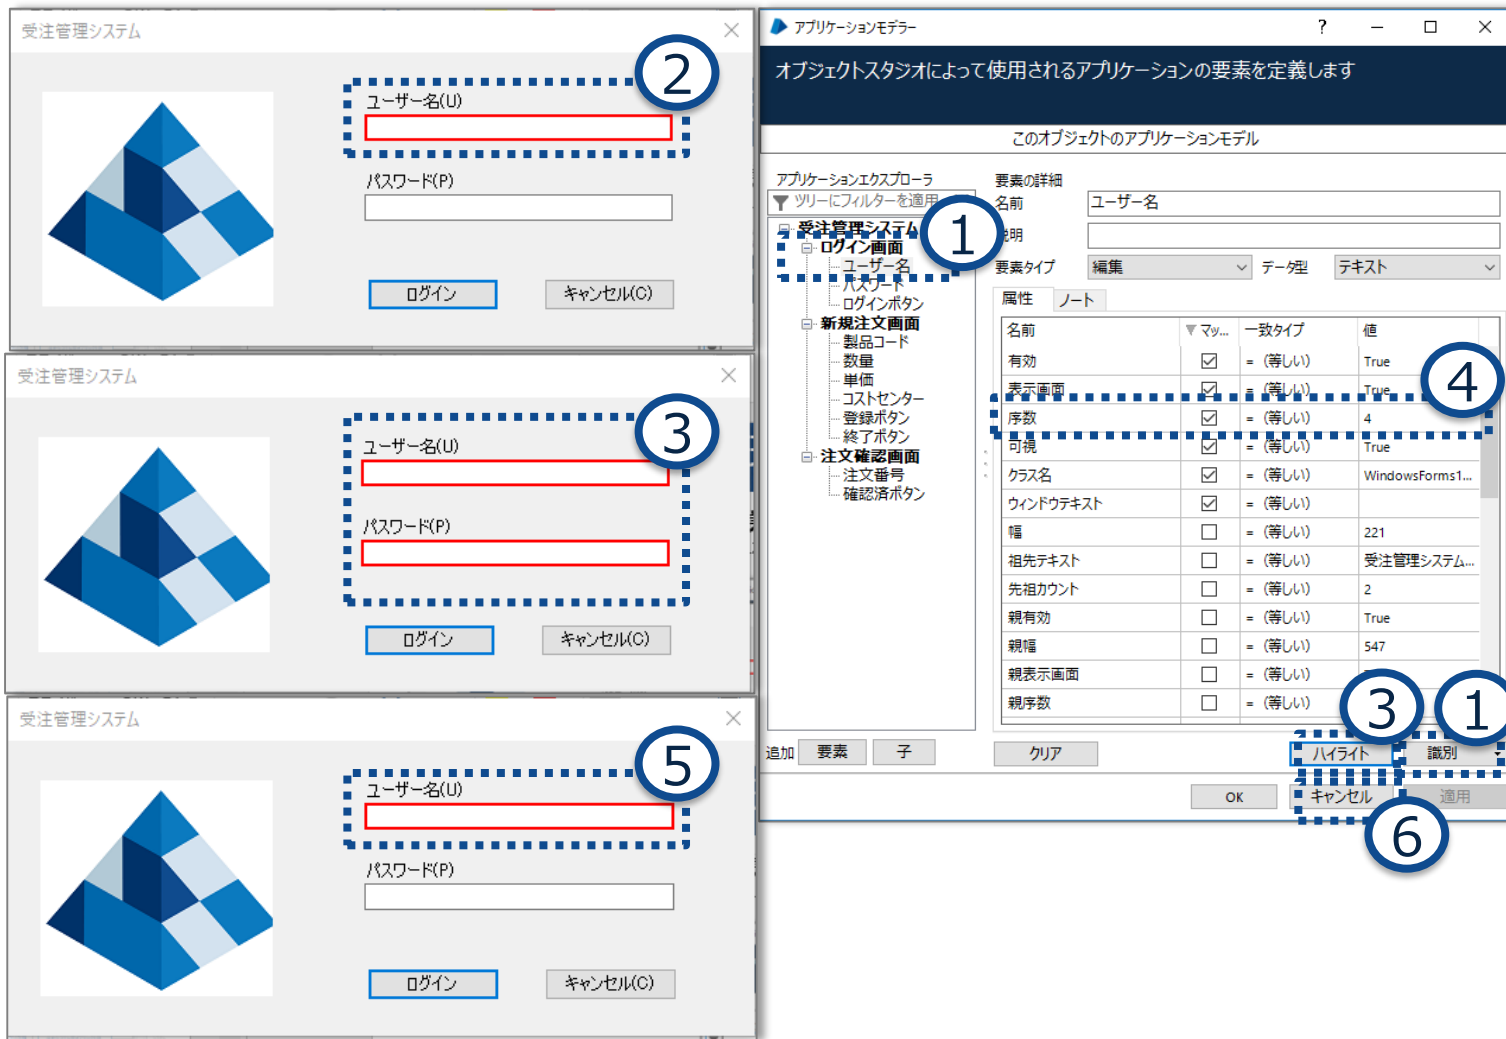 受注管理システム
2
ユーザー名(U)
パスワード(P)
ログイン
キャンセル(C)
受注管理システム
3
ユーザー名(U)
パスワード(P)
ログイン
キャンセル(C)
受注管理システム
5
ユーザー名(U)
パスワード(P)
ログイン
キャンセル(C)
アプリケーションモデラー
?
オブジェクトスタジオによって使用されるアプリケーションの要素を定義します
このオブジェクトのアプリケーションモデル
アプリケーションエクスプローラ
ツリーにフィルターを適用
受注管理システム
1
ログイン画面
ユーザー名
パスワード
ログインボタン
新規注文画面
製品コード
数量
単価
コストセンター
登録ボタン
終了ボタン
注文確認画面
注文番号
確認済ボタン
追加 要素 子
要素の詳細
名前 ユーザー名
説明
要素タイプ 編集 データ型 テキスト
属性 ノート
名前 マッ... 一致タイプ 値
有効 = (等しい) True
表示画面 = (等しい) True
4
序数 = (等しい) 4
可視 = (等しい) True
クラス名 = (等しい) WindowsForms1...
ウィンドウテキスト = (等しい)
幅 = (等しい) 221
祖先テキスト = (等しい) 受注管理システム...
先祖カウント = (等しい) 2
親有効 = (等しい) True
親幅 = (等しい) 547
親表示画面 = (等しい)
親序数 = (等しい)
3 1
クリア ハイライト 識別
OK キャンセル 適用
6